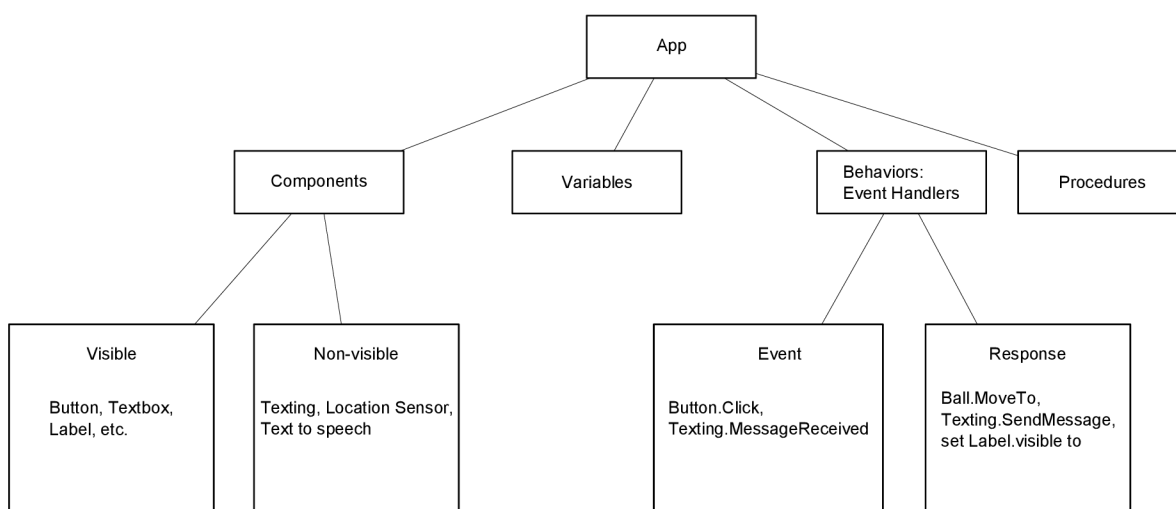 App
Components
Variables
Behaviors:
Event Handlers
Procedures
Visible
Button, Textbox,
Label, etc.
Non-visible
Texting, Location Sensor,
Text to speech
Event
Button.Click,
Texting.MessageReceived
Response
Ball.MoveTo,
Texting.SendMessage,
set Label.visible to